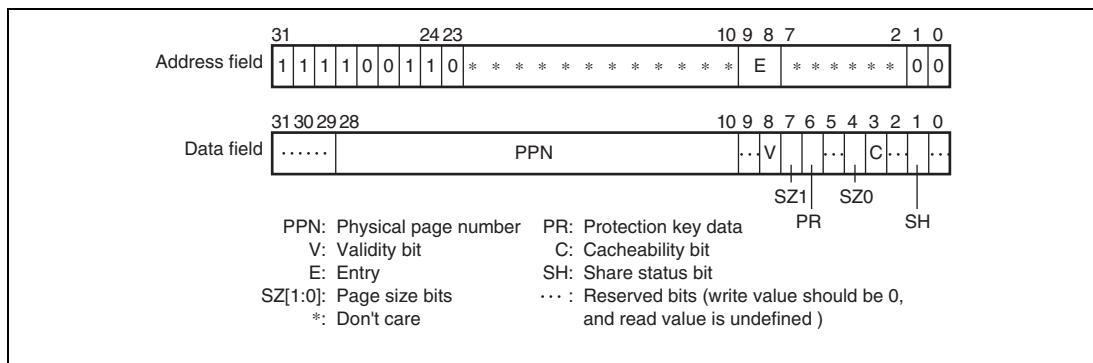 31 24 23 10 9 8 7 2 1 0
Address field 1 1 1 1 0 0 1 1 0 * * * * * * * * * * * * * E * * * * * * 0 0
31 30 29 28 10 9 8 7 6 5 4 3 2 1 0
Data field ······ PPN ··· V ··· C ··· ···
SZ1 SZ0
PR SH
PPN: Physical page number PR: Protection key data
V: Validity bit C: Cacheability bit
E: Entry SH: Share status bit
SZ[1:0]: Page size bits ··· : Reserved bits (write value should be 0,
*: Don't care and read value is undefined )